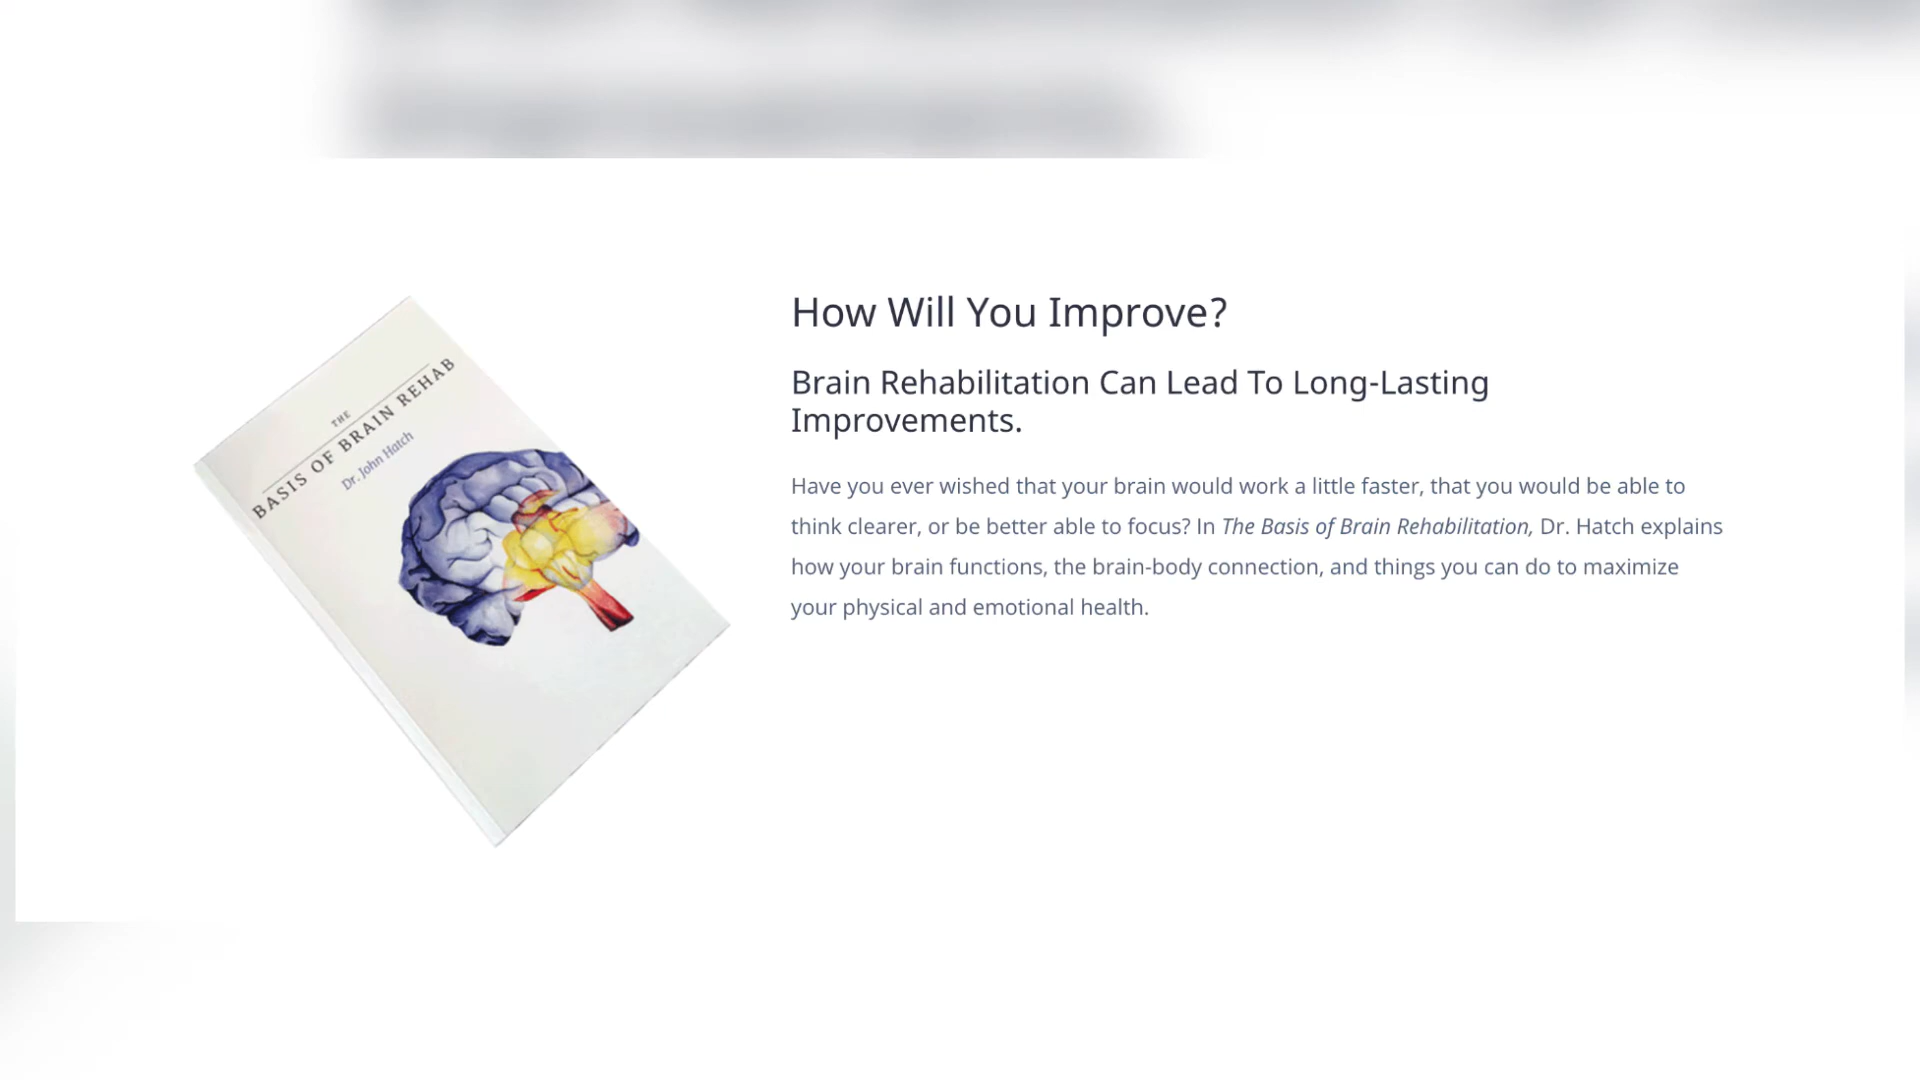 THE
BASIS OF BRAIN REHAB
Dr. John Hatch
How Will You Improve?
Brain Rehabilitation Can Lead To Long-Lasting
Improvements.
Have you ever wished that your brain would work a little faster, that you would be able to
think clearer, or be better able to focus? In The Basis of Brain Rehabilitation, Dr. Hatch explains
how your brain functions, the brain-body connection, and things you can do to maximize
your physical and emotional health.